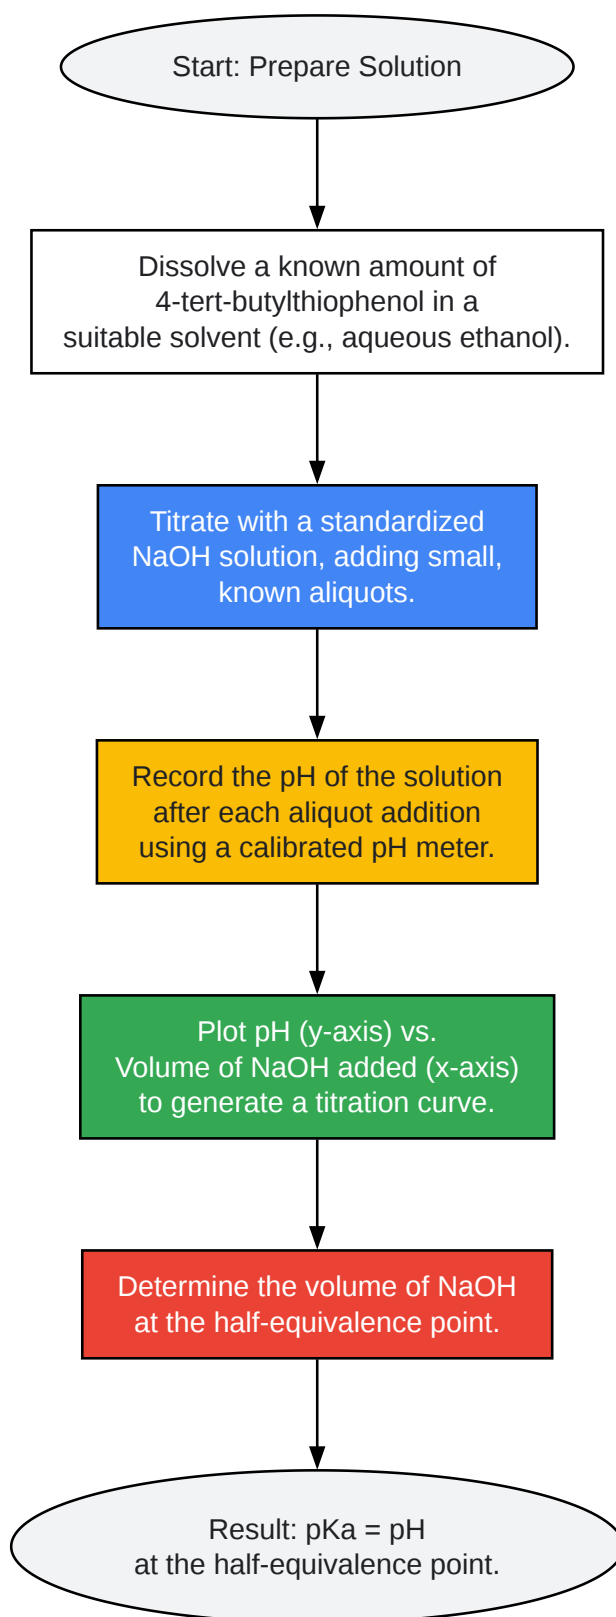 Start: Prepare Solution
Dissolve a known amount of
4-tert-butylthiophenol in a
suitable solvent (e.g., aqueous ethanol).
Titrate with a standardized
NaOH solution, adding small,
known aliquots.
Record the pH of the solution
after each aliquot addition
using a calibrated pH meter.
Plot pH (y-axis) vs.
Volume of NaOH added (x-axis)
to generate a titration curve.
Determine the volume of NaOH
at the half-equivalence point.
Result: pKa = pH
at the half-equivalence point.